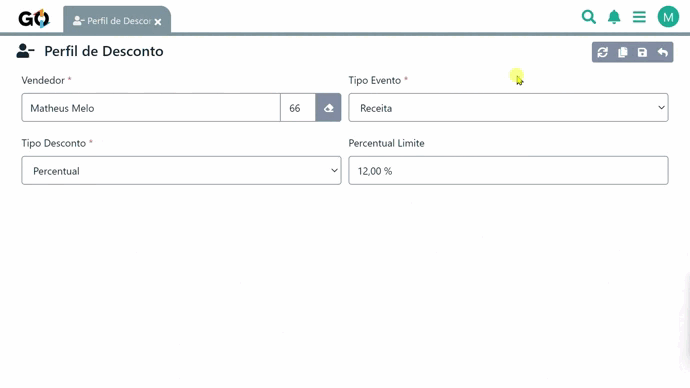 GO
Perfil de Descor
M
Perfil de Desconto
Vendedor *
Tipo Evento *
Matheus Melo
66
Receita
Tipo Desconto *
Percentual Limite
Percentual
12,00 %